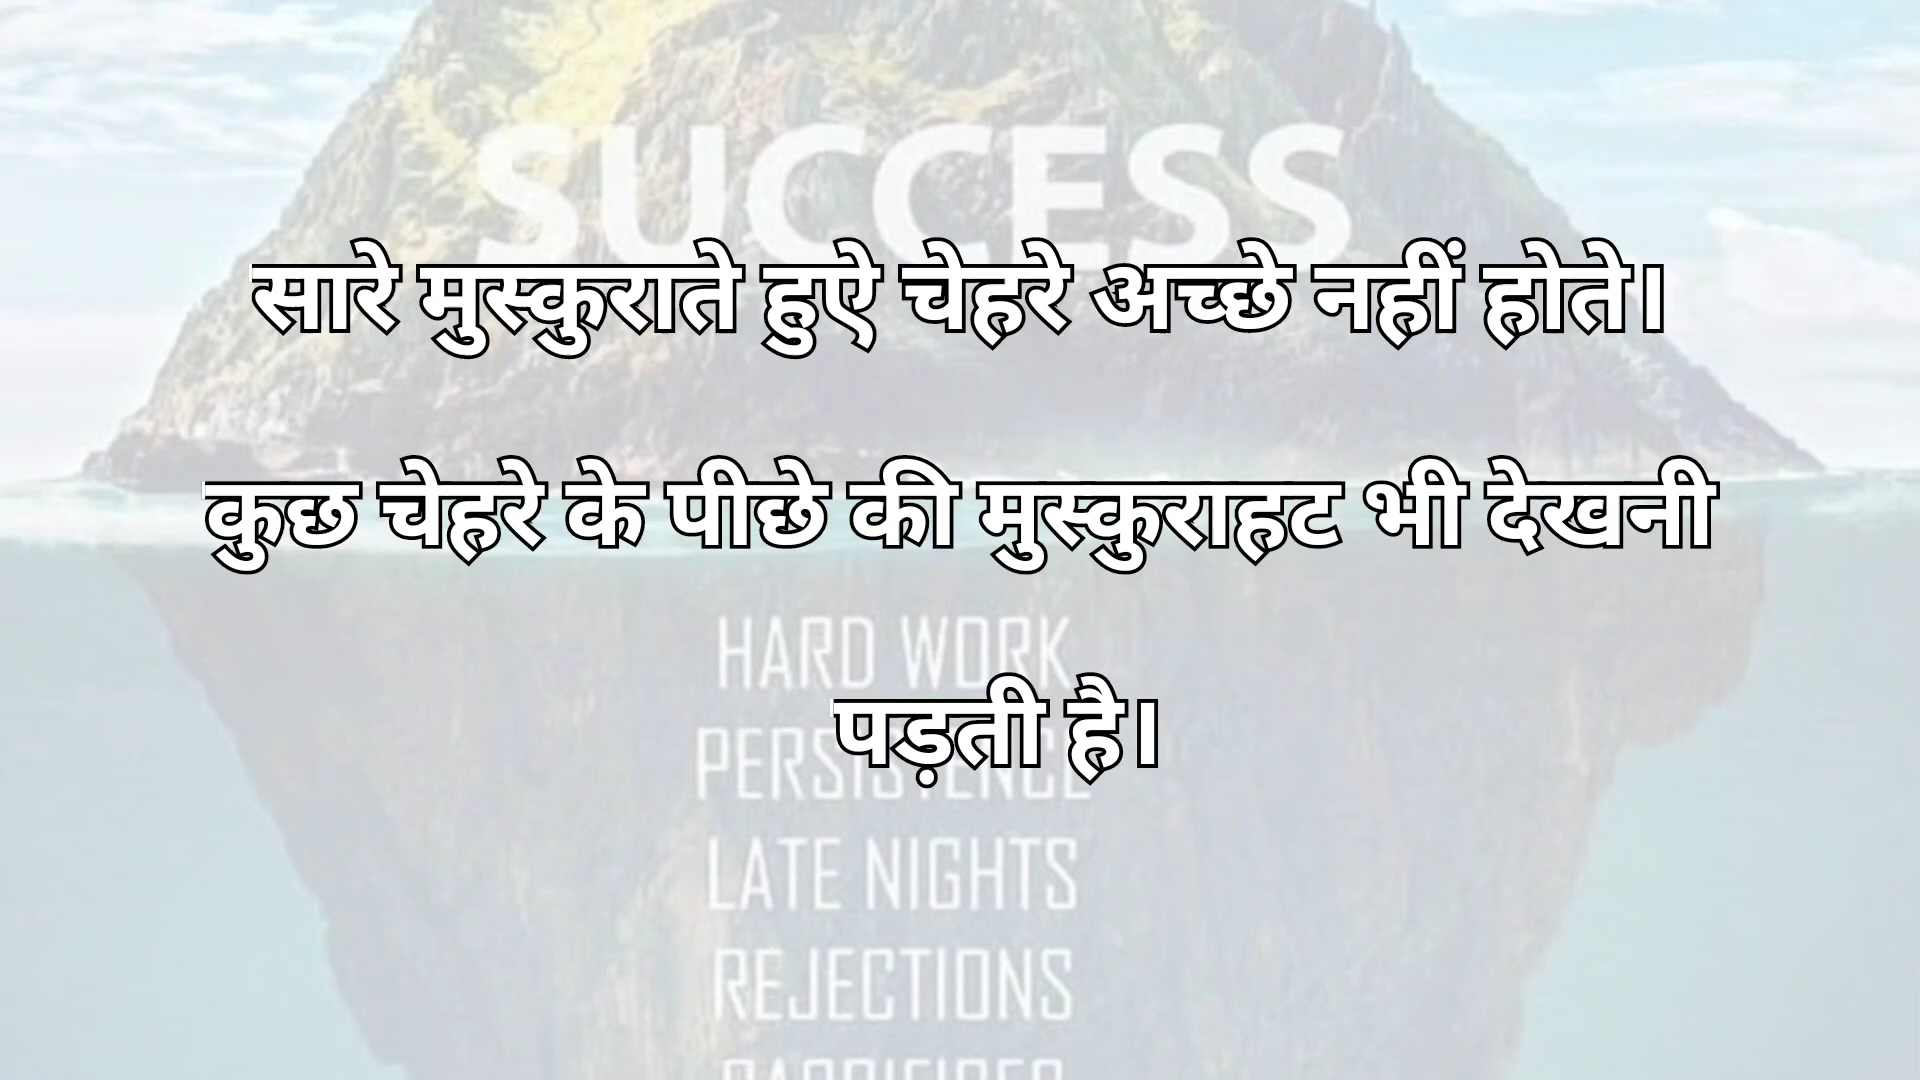 SUCCESS
सारे मुस्कुराते हुऐ चेहरे अच्छे नहीं होते।
कुछ चेहरे के पीछे की मुस्कुराहट भी देखनी
HARD WORK
पड़ती है।
PERSISTENCE
LATE NIGHTS
REJECTIONS